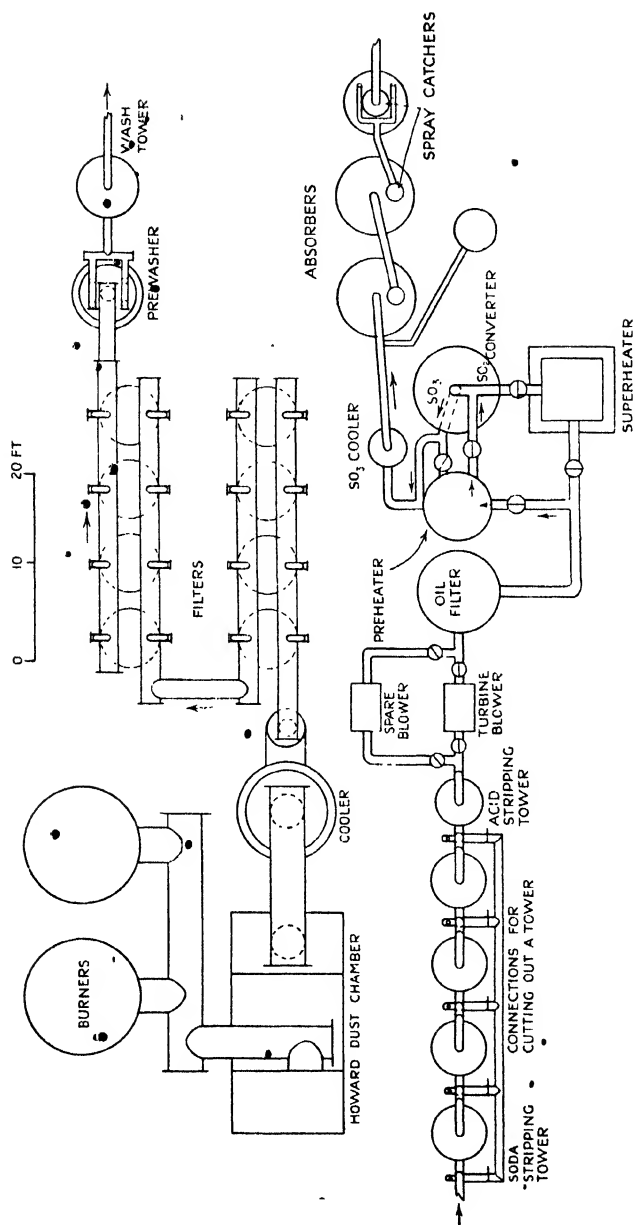 BURNERS
HOWARD DUST CHAMBER
COOLER
FILTERS
0 10 20 FT
PREWASHER
WASH
TOWER
SODA
STRIPPING
TOWER
CONNECTIONS FOR
CUTTING OUT A TOWER
ACID
STRIPPING
TOWER
SPARE
BLOWER
TURBINE
BLOWER
OIL
FILTER
PREHEATER
SO3 COOLER
SO3
SO2 CONVERTER
SUPERHEATER
ABSORBERS
SPRAY CATCHERS